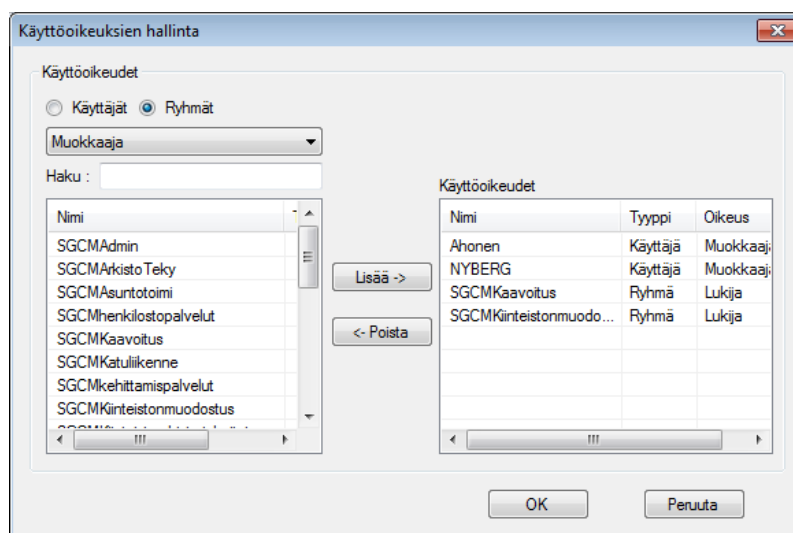 Käyttöoikeuksien hallinta
Käyttöoikeudet
Käyttäjät Ryhmät
Muokkaaja
Haku :
Nimi
SGCMAdmin
SGCMArkistoTeky
SGCMAsuntotoimi
SGCMhenkilostopalvelut
SGCMKaavoitus
SGCMKatuliikenne
SGCMkehittamispalvelut
SGCMKiinteistonmuodostus
Lisää ->
<- Poista
Käyttöoikeudet
Nimi Tyyppi Oikeus
Ahonen Käyttäjä Muokkaaja
NYBERG Käyttäjä Muokkaaja
SGCMKaavoitus Ryhmä Lukija
SGCMKiinteistonmuodo... Ryhmä Lukija
OK Peruuta